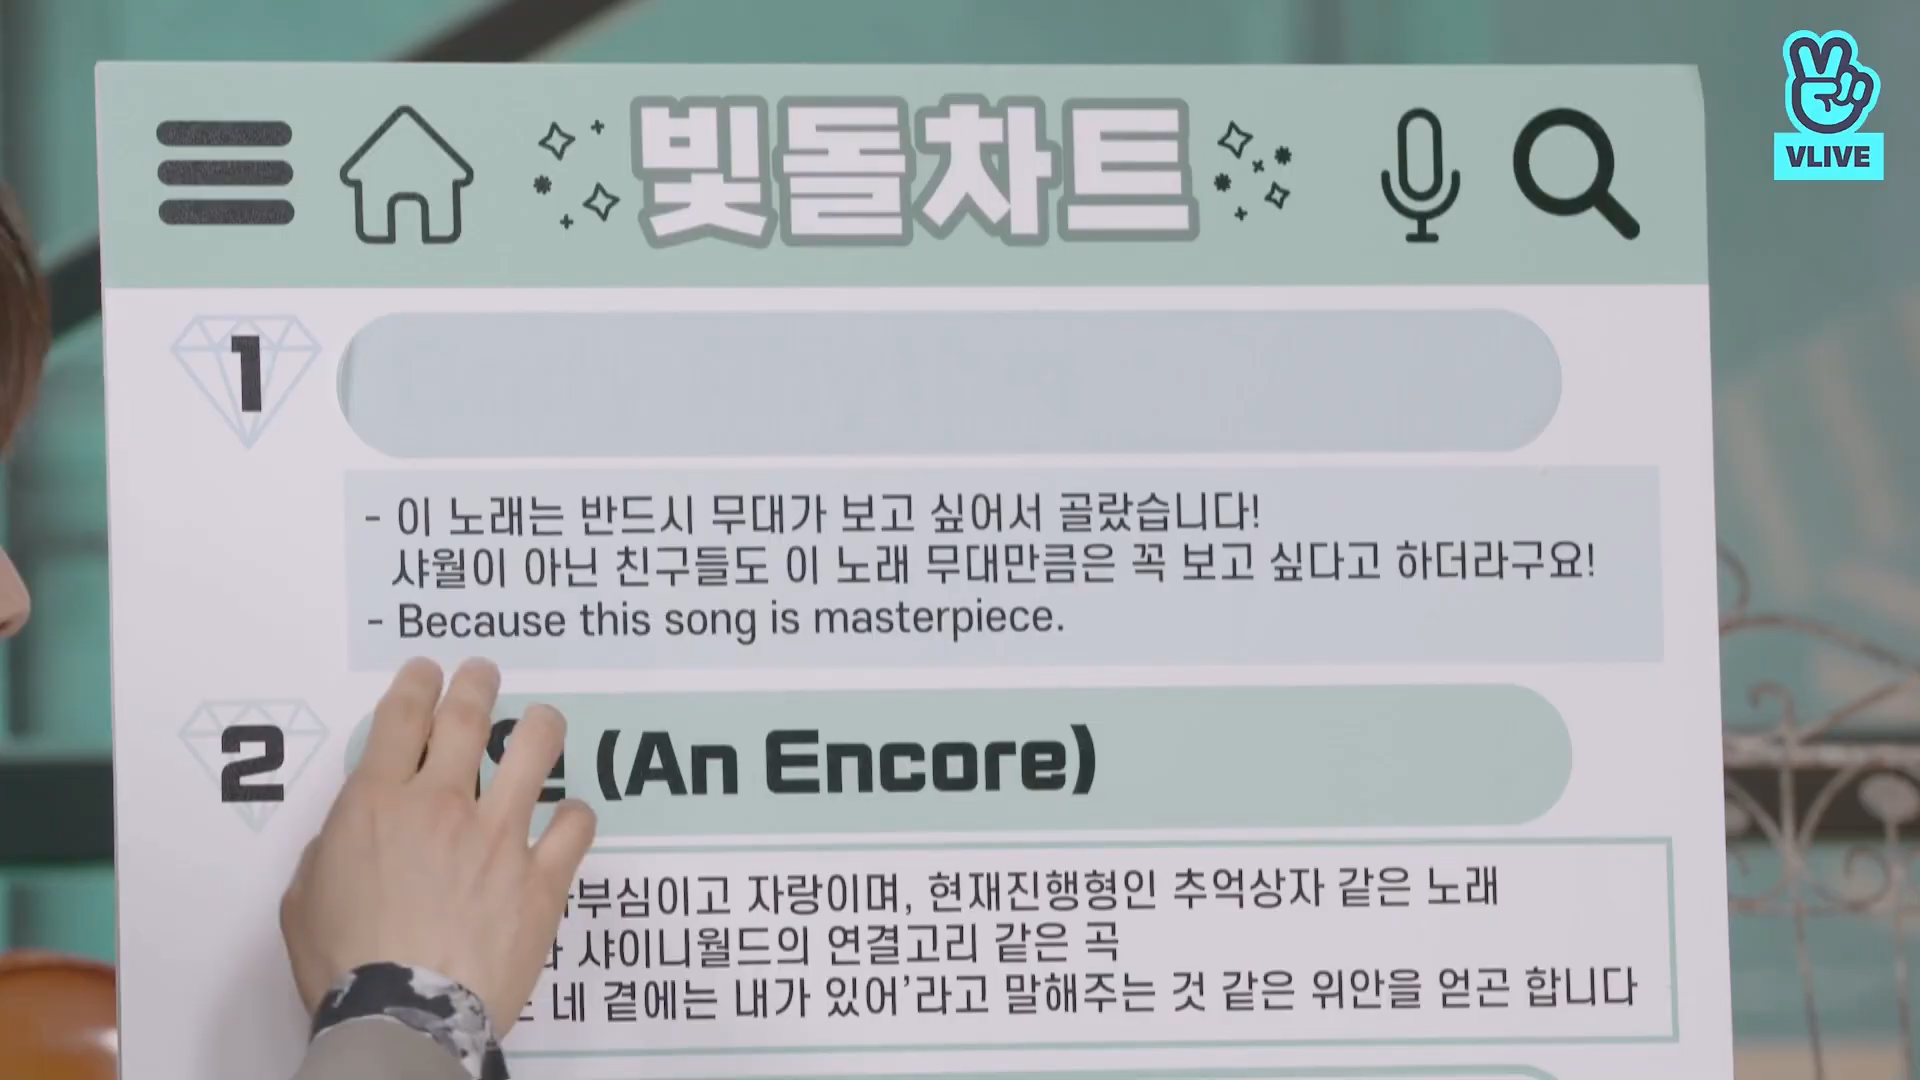 VLIVE
빛돌차트
1
- 이 노래는 반드시 무대가 보고 싶어서 골랐습니다!
샤월이 아닌 친구들도 이 노래 무대만큼은 꼭 보고 싶다고 하더라구요!
- Because this song is masterpiece.
2 (An Encore)
자랑이며, 현재진행형인 추억상자 같은 노래
샤이니월드의 연결고리 같은 곡
네 곁에는 내가 있어’라고 말해주는 것 같은 위안을 얻곤 합니다